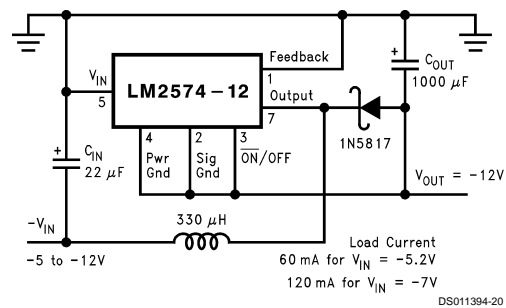 Feedback
1
+
C_OUT
1000 μF
V_IN
5
LM2574-12
Output
7
1N5817
4
Pwr
Gnd
2
Sig
Gnd
3
O̅N̅/OFF
+
C_IN
22 μF
V_OUT = -12V
330 μH
-V_IN
-5 to -12V
Load Current
60 mA for V_IN = -5.2V
120 mA for V_IN = -7V
DS011394-20